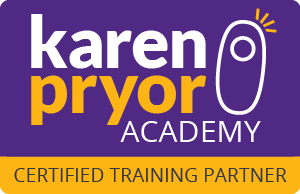 karen
pryor
ACADEMY
CERTIFIED TRAINING PARTNER